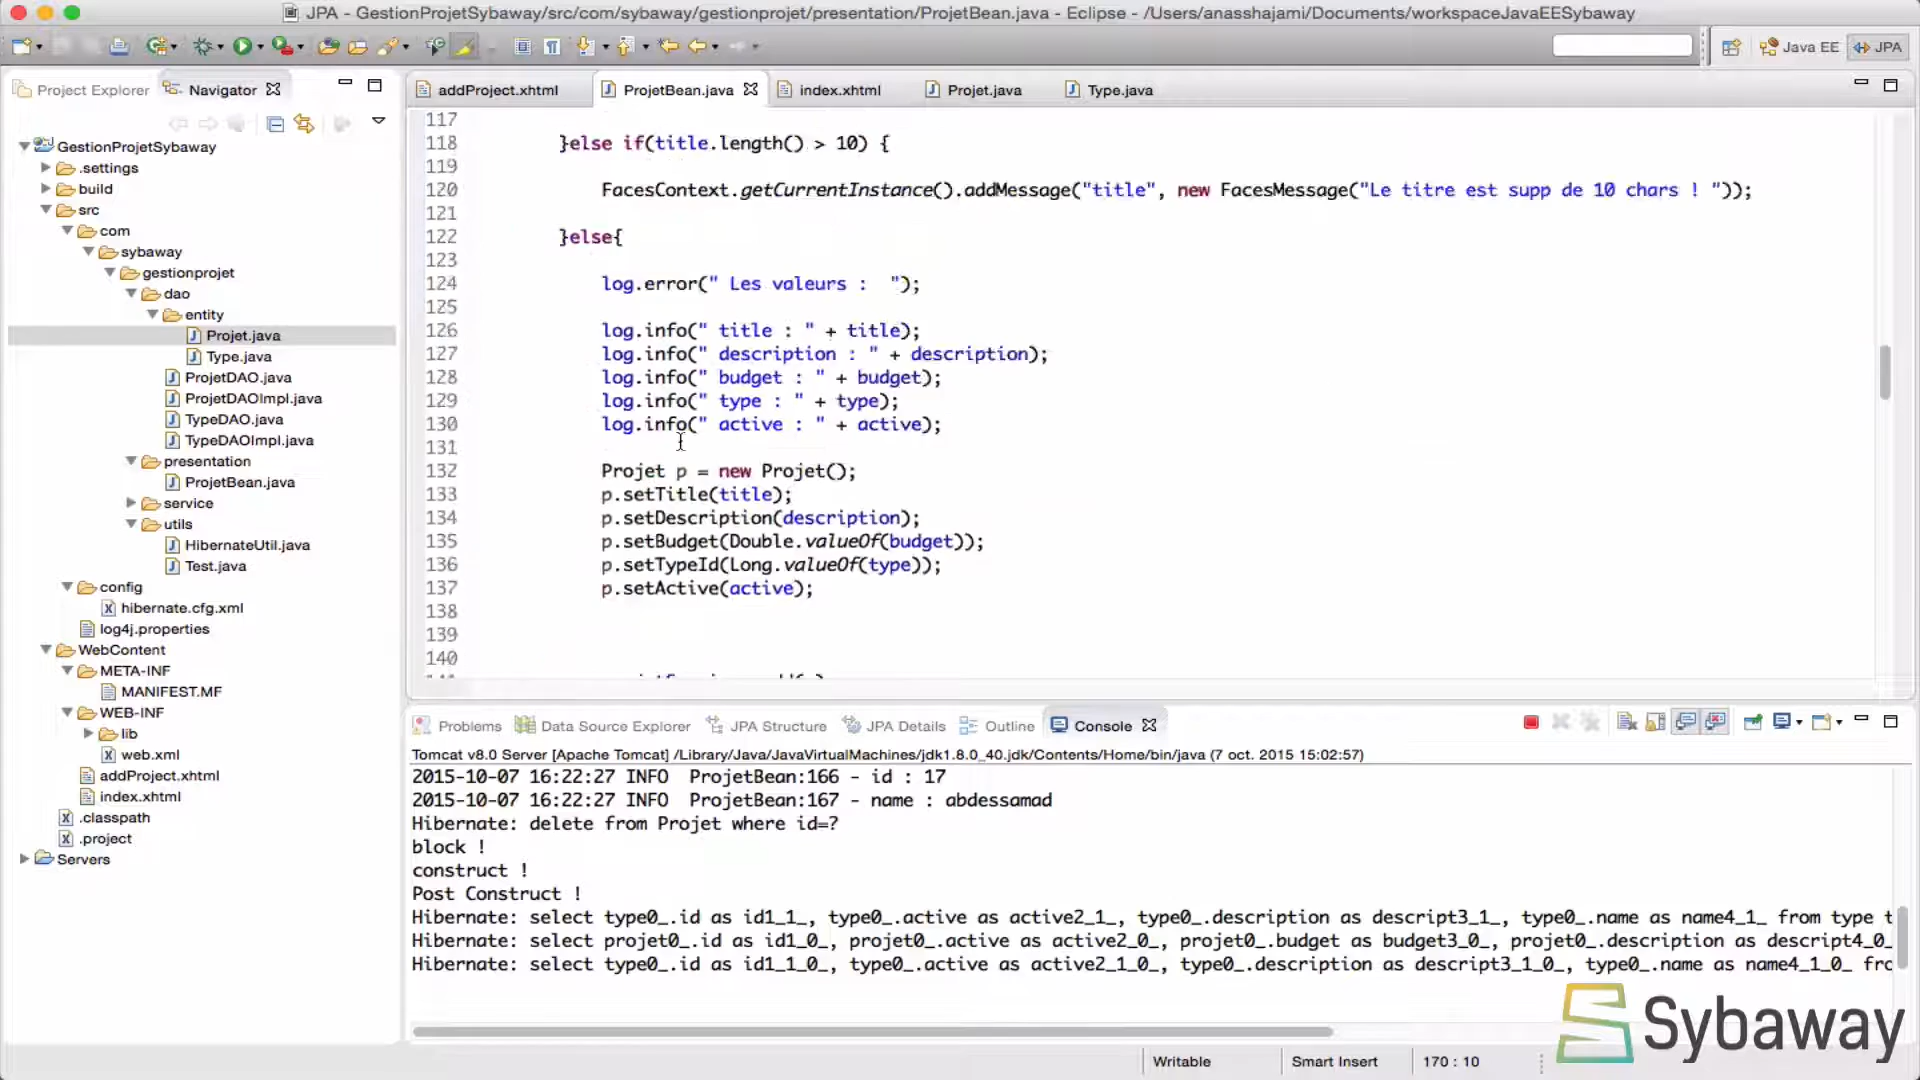 JPA - GestionProjetSybaway/src/com/sybaway/gestionprojet/presentation/ProjetBean.java - Eclipse - /Users/anasshajami/Documents/workspaceJavaEESybaway
Java EE
JPA
Project Explorer
Navigator
addProject.xhtml
ProjetBean.java
index.xhtml
Projet.java
Type.java
GestionProjetSybaway
.settings
build
src
com
sybaway
gestionprojet
dao
entity
Projet.java
Type.java
ProjetDAO.java
ProjetDAOImpl.java
TypeDAO.java
TypeDAOImpl.java
presentation
ProjetBean.java
service
utils
HibernateUtil.java
Test.java
config
hibernate.cfg.xml
log4j.properties
WebContent
META-INF
MANIFEST.MF
WEB-INF
lib
web.xml
addProject.xhtml
index.xhtml
.classpath
.project
Servers
117
118 }else if(title.length() > 10) {
119
120 FacesContext.getCurrentInstance().addMessage("title", new FacesMessage("Le titre est supp de 10 chars ! "));
121
122 }else{
123
124 log.error(" Les valeurs :  ");
125
126 log.info(" title : " + title);
127 log.info(" description : " + description);
128 log.info(" budget : " + budget);
129 log.info(" type : " + type);
130 log.info(" active : " + active);
131
132 Projet p = new Projet();
133 p.setTitle(title);
134 p.setDescription(description);
135 p.setBudget(Double.valueOf(budget));
136 p.setTypeId(Long.valueOf(type));
137 p.setActive(active);
138
139
140
Problems
Data Source Explorer
JPA Structure
JPA Details
Outline
Console
Tomcat v8.0 Server [Apache Tomcat] /Library/Java/JavaVirtualMachines/jdk1.8.0_40.jdk/Contents/Home/bin/java (7 oct. 2015 15:02:57)
2015-10-07 16:22:27 INFO  ProjetBean:166 - id : 17
2015-10-07 16:22:27 INFO  ProjetBean:167 - name : abdessamad
Hibernate: delete from Projet where id=?
block !
construct !
Post Construct !
Hibernate: select type0_.id as id1_1_, type0_.active as active2_1_, type0_.description as descript3_1_, type0_.name as name4_1_ from type t
Hibernate: select projet0_.id as id1_0_, projet0_.active as active2_0_, projet0_.budget as budget3_0_, projet0_.description as descript4_0_
Hibernate: select type0_.id as id1_1_0_, type0_.active as active2_1_0_, type0_.description as descript3_1_0_, type0_.name as name4_1_0_ fro
Sybaway
Writable
Smart Insert
170 : 10